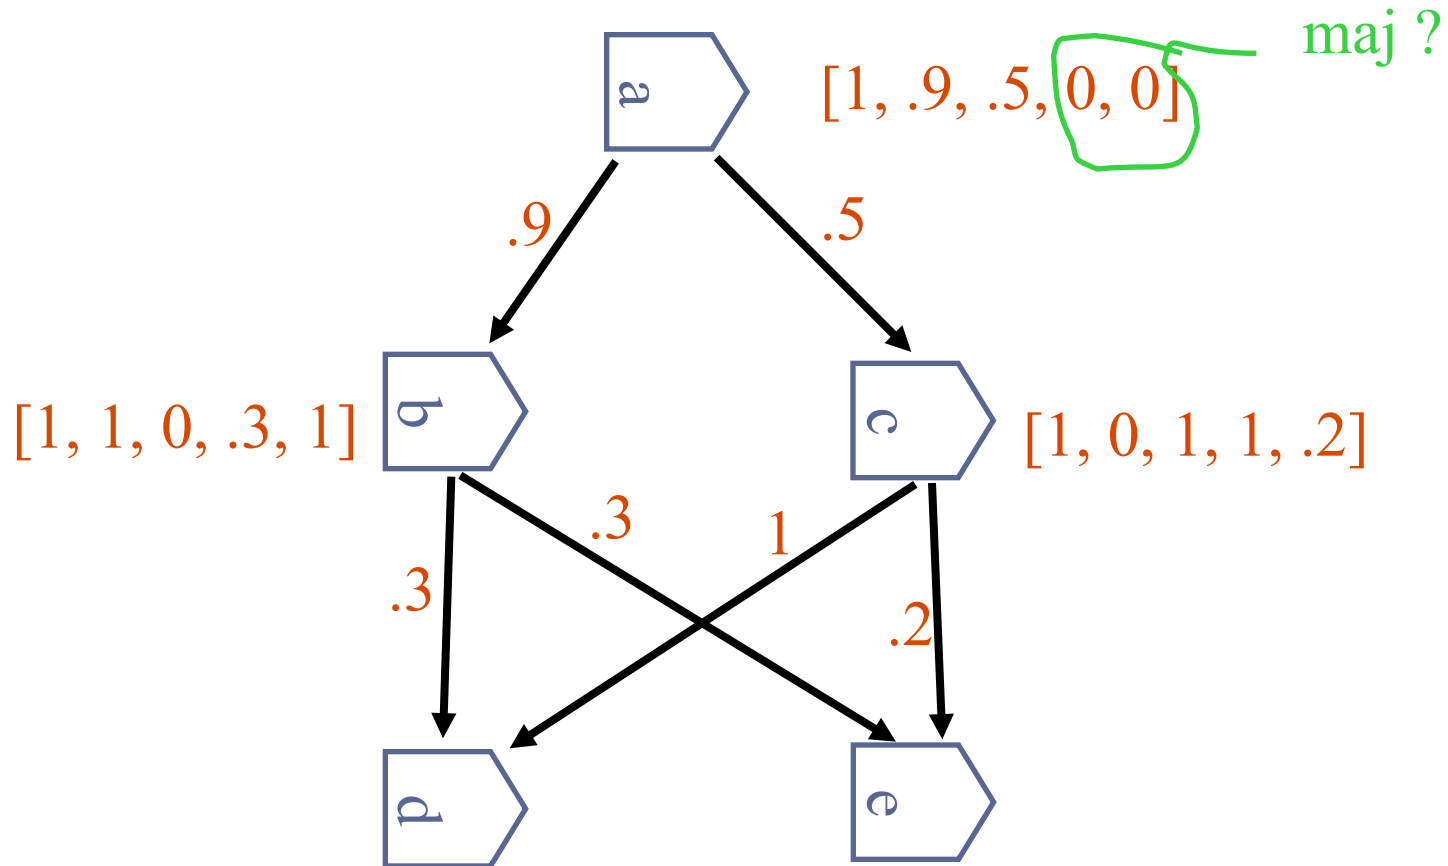 maj ?
a
[1, .9, .5, 0, 0]
.9
.5
[1, 1, 0, .3, 1]
b
c
[1, 0, 1, 1, .2]
.3
.3
1
.2
d
e